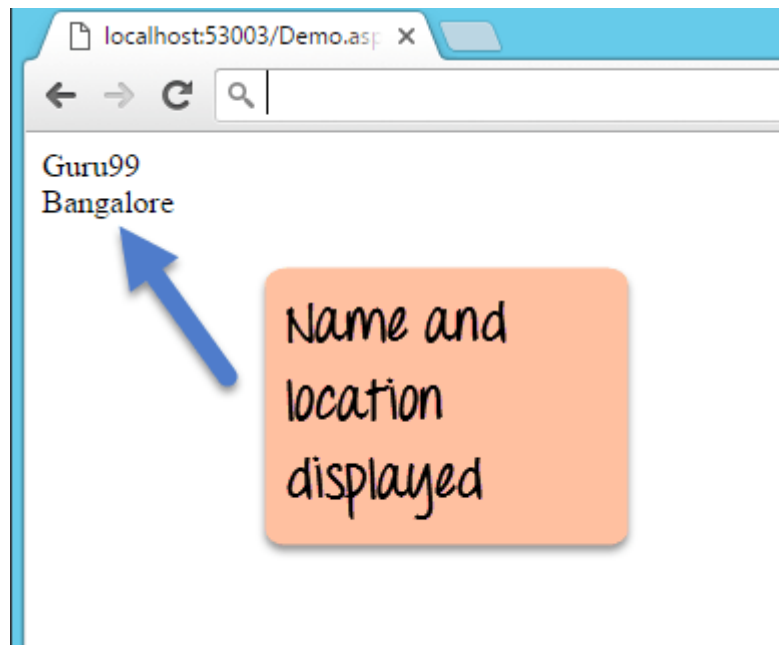 localhost:53003/Demo.asp
Guru99
Bangalore
Name and
location
displayed